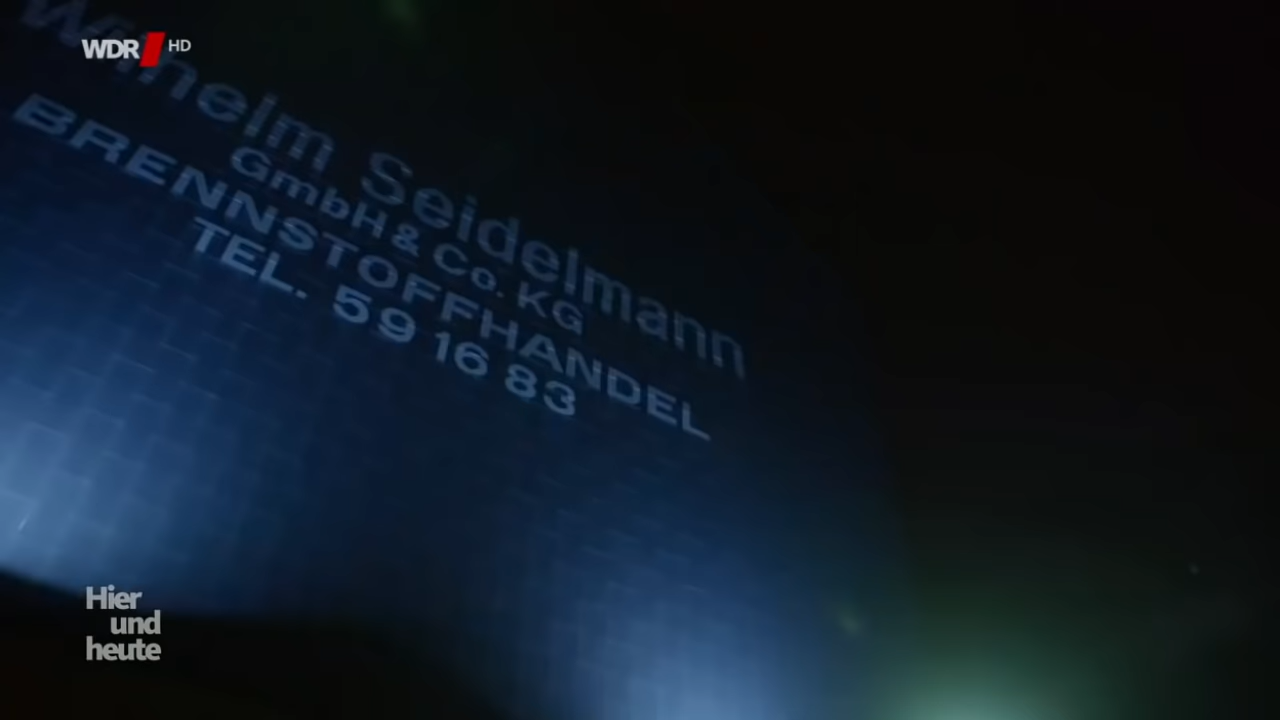 WDR HD
Wilhelm Seidelmann
GmbH & Co. KG
BRENNSTOFFHANDEL
TEL. 59 16 83
Hier
und
heute